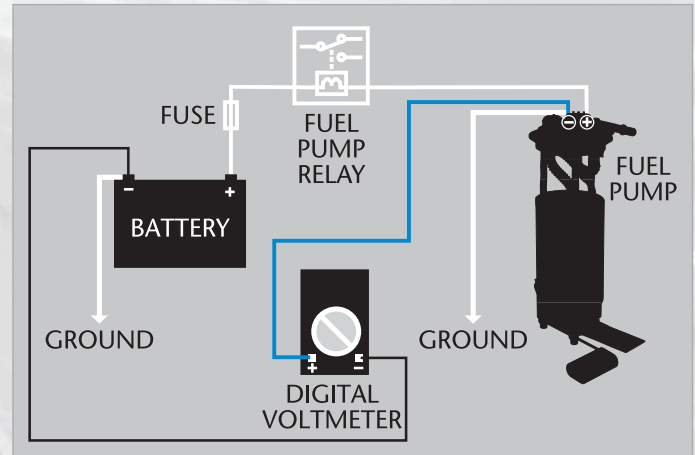 FUSE
FUEL
PUMP
RELAY
− +
FUEL
PUMP
− +
BATTERY
GROUND
GROUND
+ −
DIGITAL
VOLTMETER